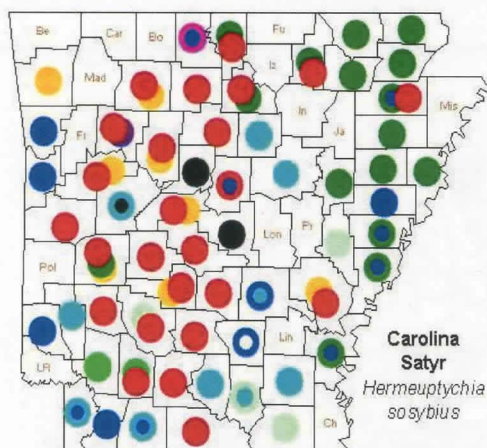 Be Car Bo Fu
Iz
Mad Mis
In
Fr Ja
Lon Pr
Pol
Lin
LR
Ch
Carolina
Satyr
Hermeuptychia
sosybius